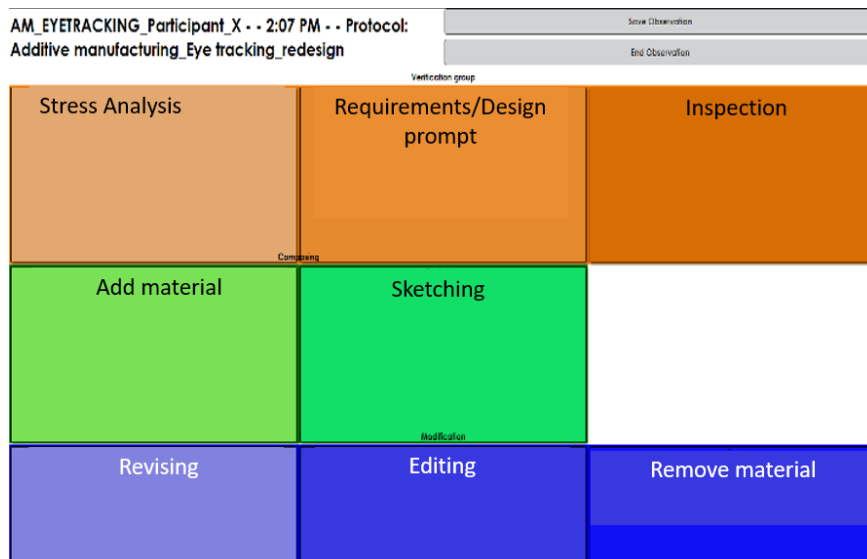 AM_EYETRACKING_Participant_X - - 2:07 PM - - Protocol:
Additive manufacturing_Eye tracking_redesign
Save Observation
End Observation
Verification group
Stress Analysis
Requirements/Design
prompt
Inspection
Composing
Add material
Sketching
Modification
Revising
Editing
Remove material